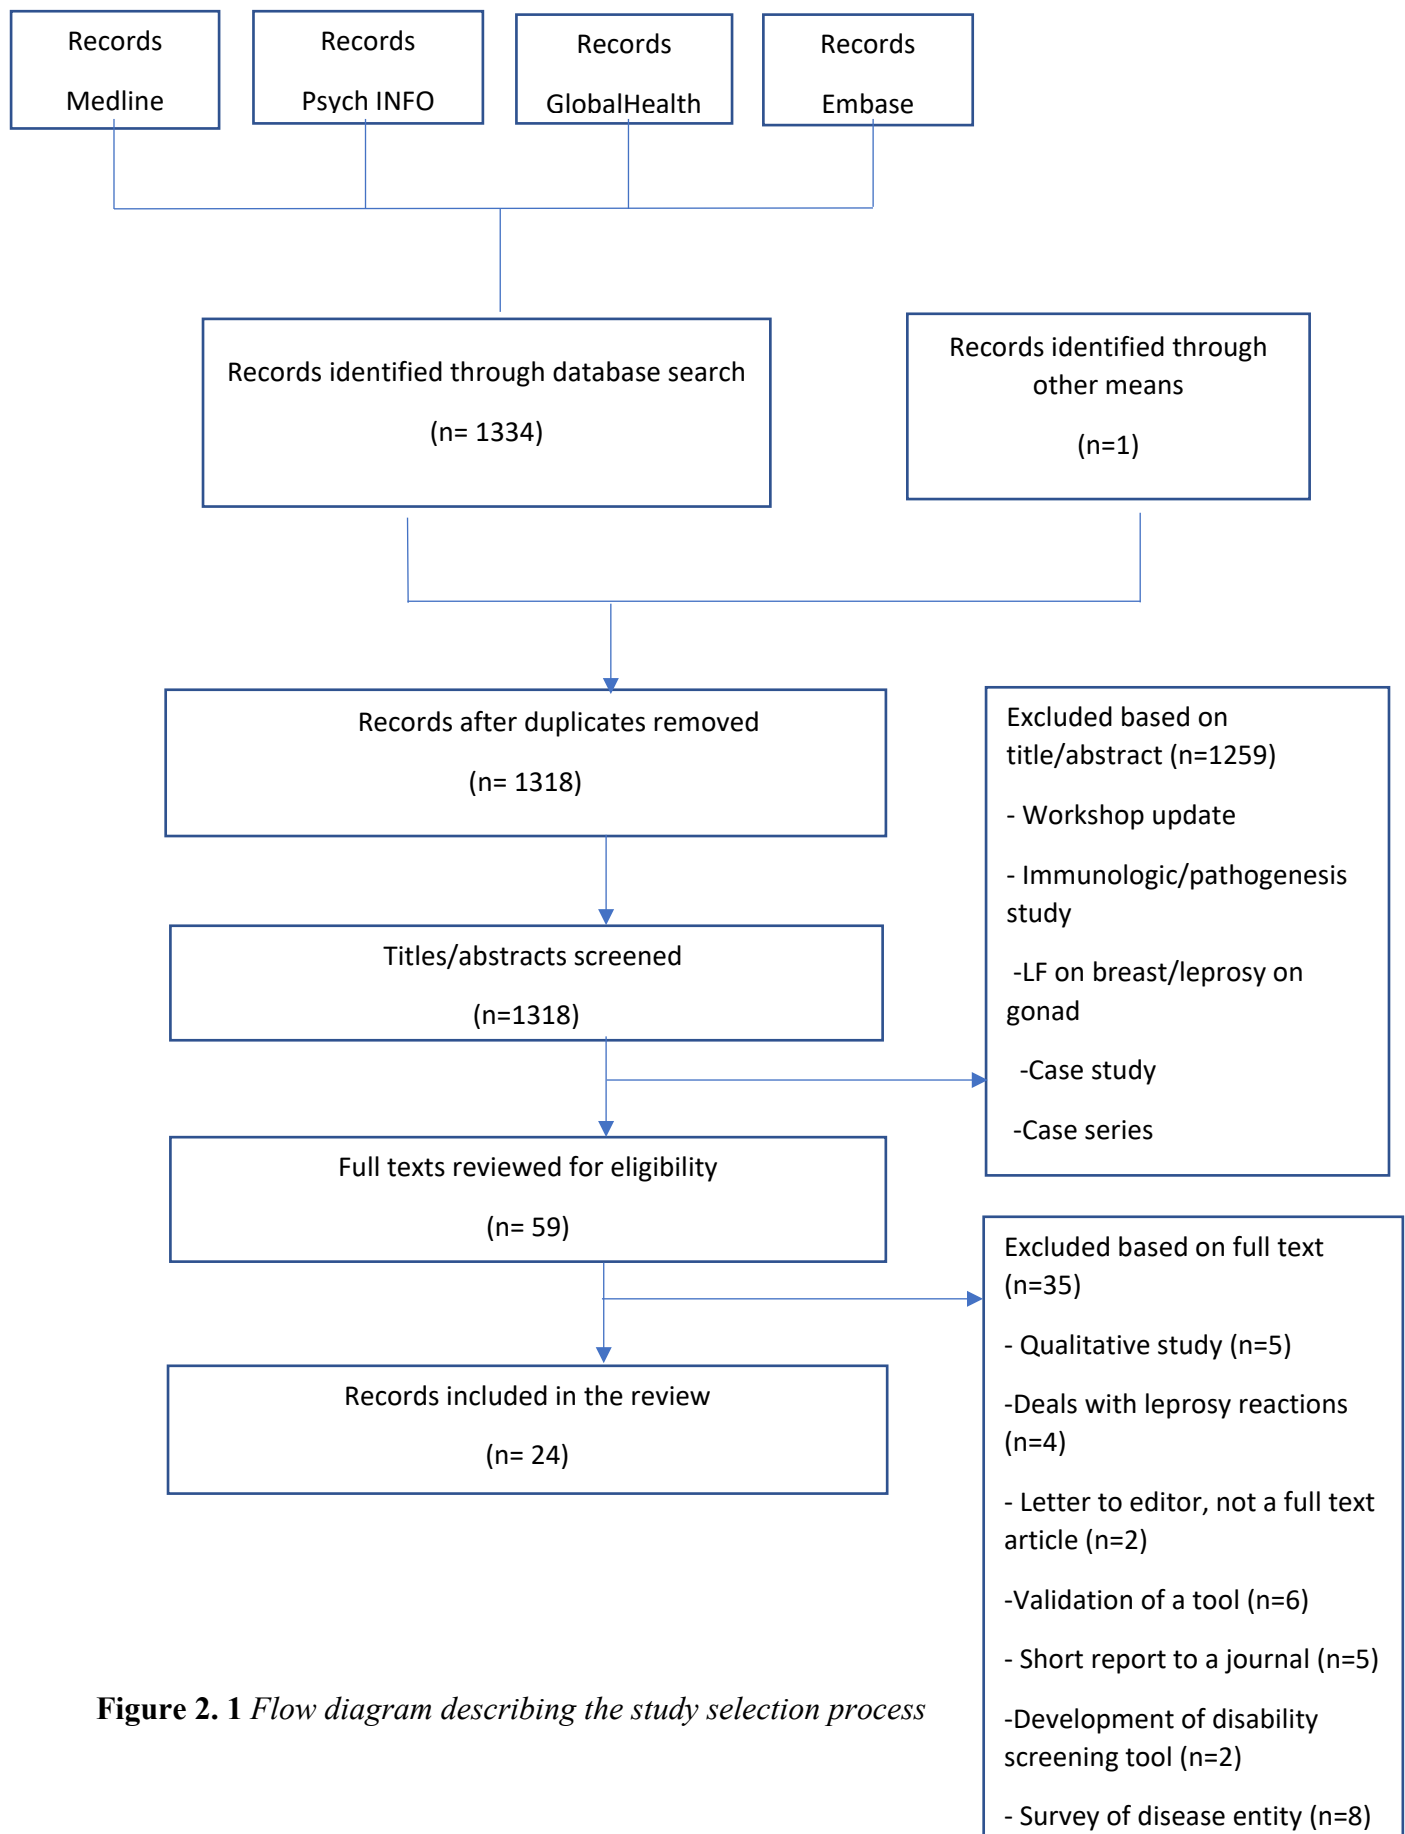 Records
Medline
Records
Psych INFO
Records
GlobalHealth
Records
Embase
Records identified through database search
(n= 1334)
Records identified through
other means
(n=1)
Records after duplicates removed
(n= 1318)
Excluded based on
title/abstract (n=1259)
- Workshop update
- Immunologic/pathogenesis
study
-LF on breast/leprosy on
gonad
-Case study
-Case series
Titles/abstracts screened
(n=1318)
Full texts reviewed for eligibility
(n= 59)
Excluded based on full text
(n=35)
- Qualitative study (n=5)
-Deals with leprosy reactions
(n=4)
- Letter to editor, not a full text
article (n=2)
-Validation of a tool (n=6)
- Short report to a journal (n=5)
-Development of disability
screening tool (n=2)
- Survey of disease entity (n=8)
Records included in the review
(n= 24)
Figure 2. 1 Flow diagram describing the study selection process